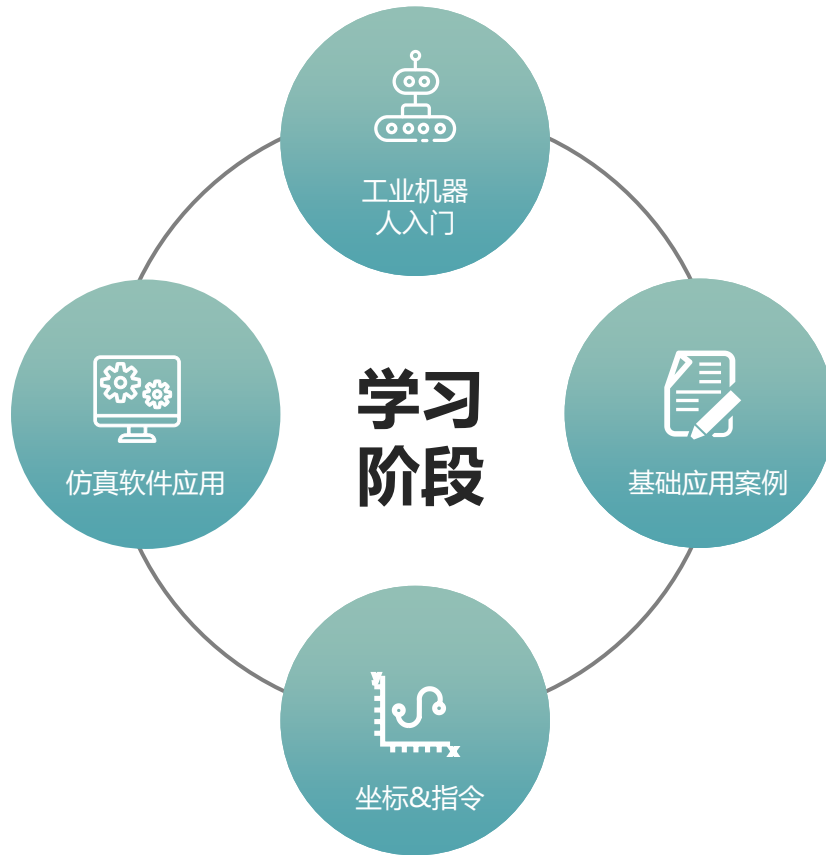 工业机器
人入门
学习
阶段
仿真软件应用
基础应用案例
坐标&指令